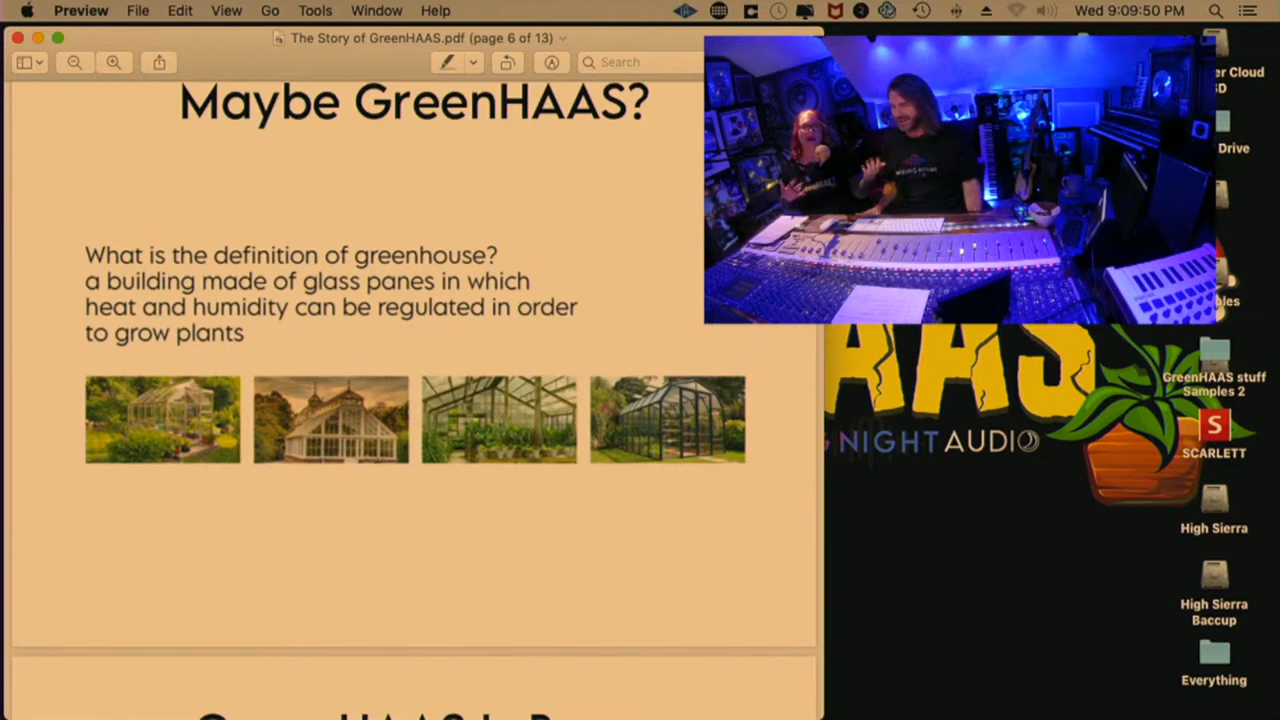 Preview File Edit View Go Tools Window Help
Wed 9:09:50 PM
The Story of GreenHAAS.pdf (page 6 of 13)
Search
Maybe GreenHAAS?
What is the definition of greenhouse?
a building made of glass panes in which
heat and humidity can be regulated in order
to grow plants
AAS
NIGHT AUDIO
Cloud
Drive
GreenHAAS stuff
Samples 2
S
SCARLETT
High Sierra
High Sierra
Baccup
Everything